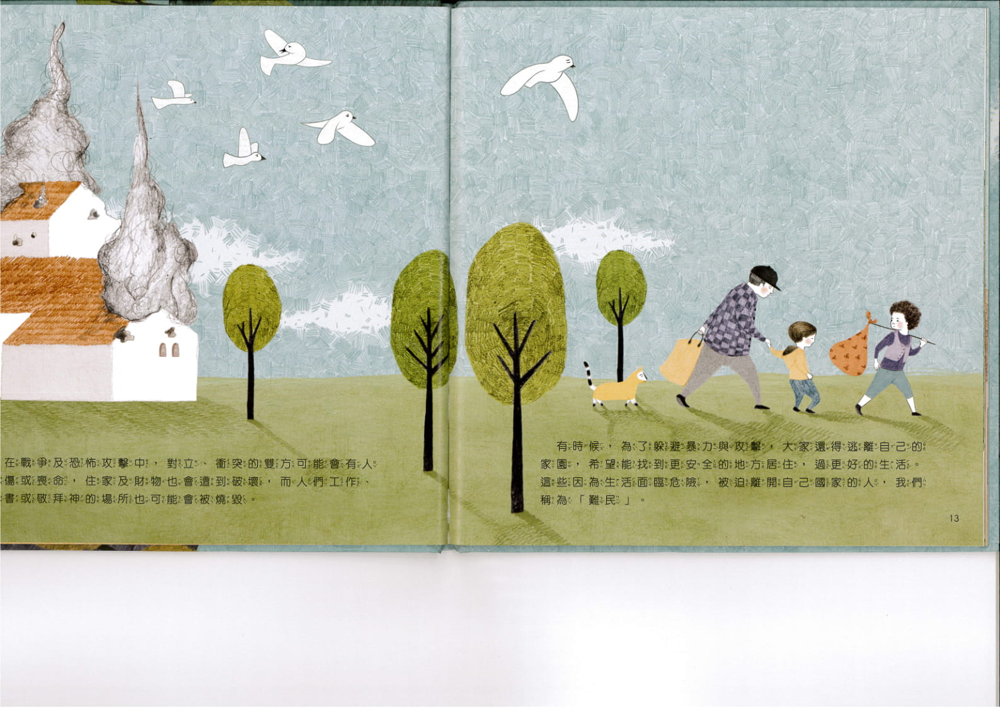 在戰爭及恐怖攻擊中，對立、衝突的雙方可能會有人
傷或喪命，住家及財物也會遭到破壞，而人們工作、
書或敬拜神的場所也可能會被燒毀。
有時候，為了躲避暴力與攻擊，大家還得逃離自己的
家園，希望能找到更安全的地方居住，過更好的生活。
這些因為生活面臨危險，被迫離開自己國家的人，我們
稱為「難民」。
13